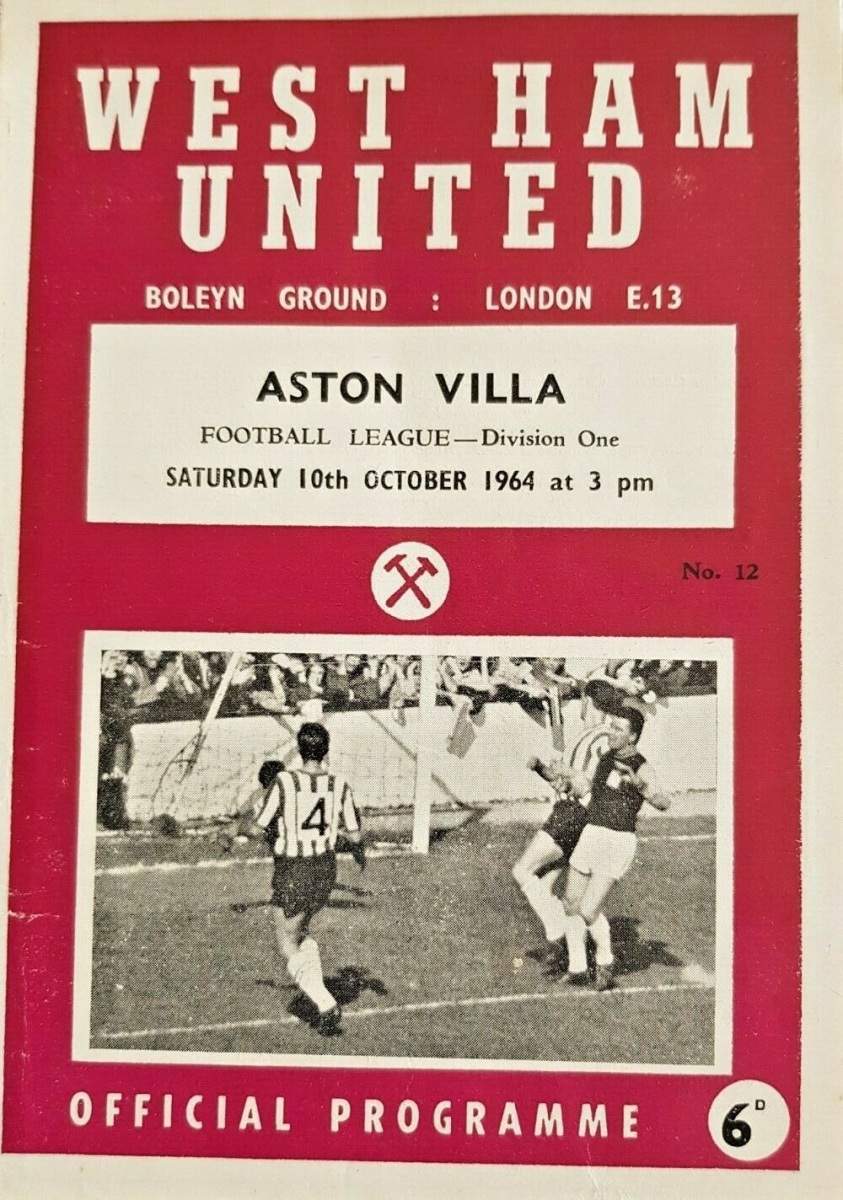 WEST HAM
UNITED
BOLEYN GROUND : LONDON E.13
ASTON VILLA
FOOTBALL LEAGUE—Division One
SATURDAY 10th OCTOBER 1964 at 3 pm
No. 12
4
OFFICIAL PROGRAMME
6D